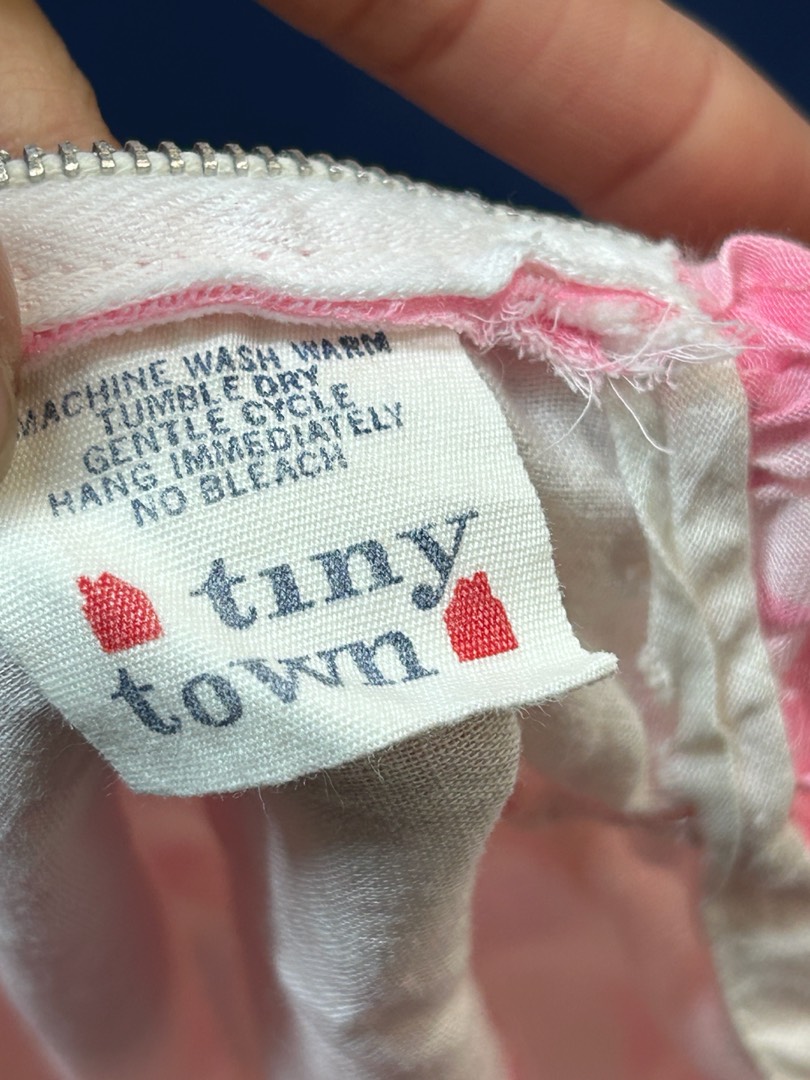 MACHINE WASH WARM
TUMBLE DRY
GENTLE CYCLE
HANG IMMEDIATELY
NO BLEACH
tiny
town